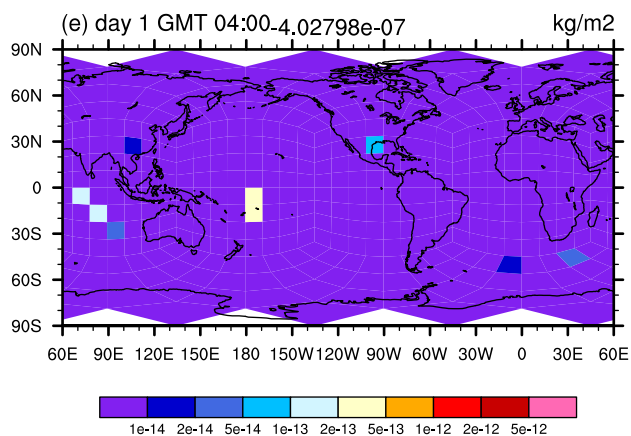 (e) day 1 GMT 04:00 -4.02798e-07 kg/m2
90N
60N
30N
0
30S
60S
90S
60E 90E 120E 150E 180 150W 120W 90W 60W 30W 0 30E 60E
1e-14 2e-14 5e-14 1e-13 2e-13 5e-13 1e-12 2e-12 5e-12